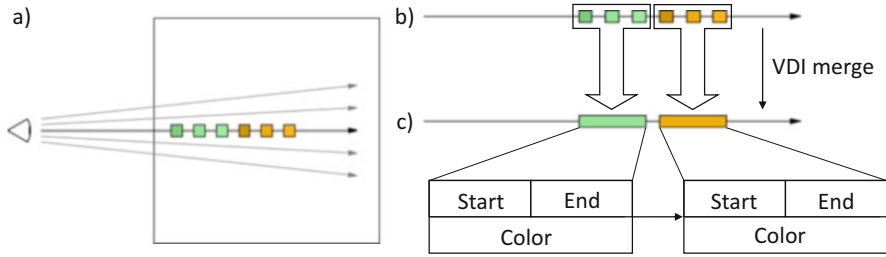 a)
b)
VDI merge
c)
Start End Start End
Color Color